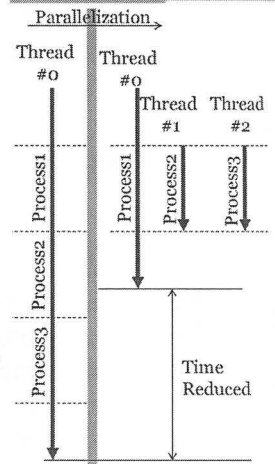 Parallelization
Thread
#0
Thread
#0
Thread
#1
Thread
#2
Process1
Process2
Process3
Process1
Process2
Process3
Time
Reduced